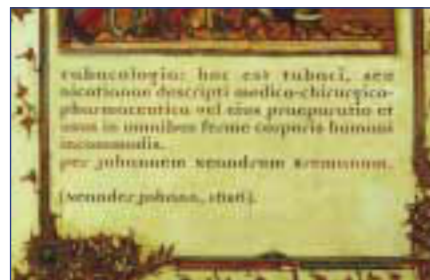 tabacologia: hoc est tabaci, seu
nicotianae descripti medico-chirurgico-
pharmaceutica vel eius praeparatio et
usus in omnibus ferme corporis humani
incommodis.
per johannem neandrum bremanum.
(neander, johann, 1626).